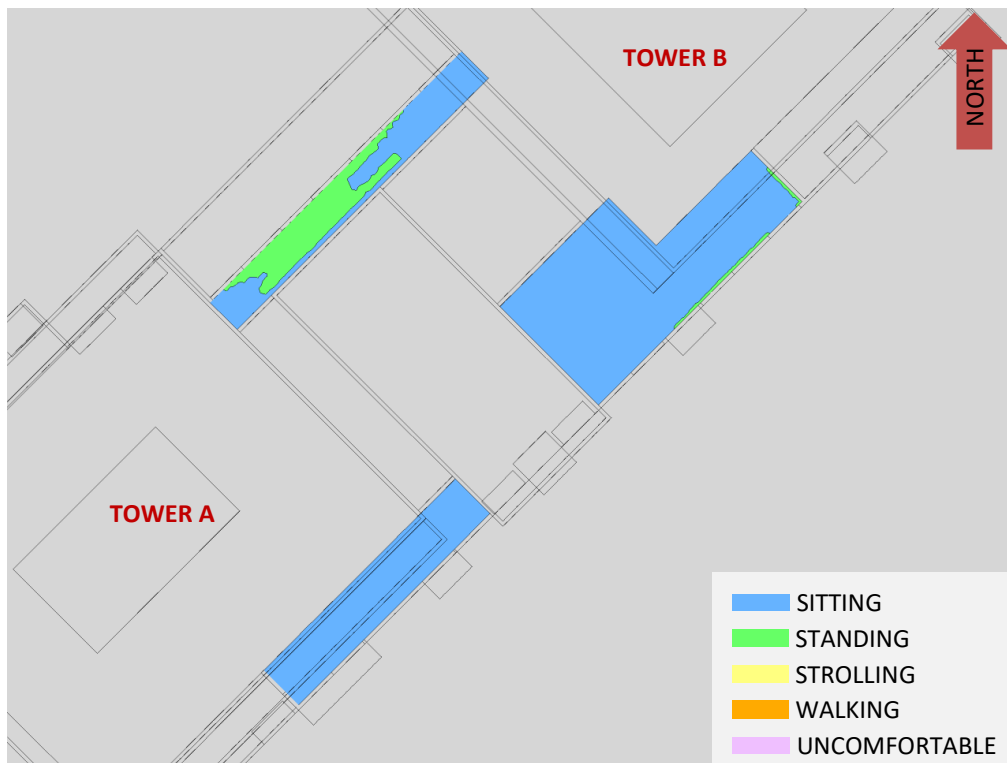 TOWER B
NORTH
TOWER A
SITTING
STANDING
STROLLING
WALKING
UNCOMFORTABLE